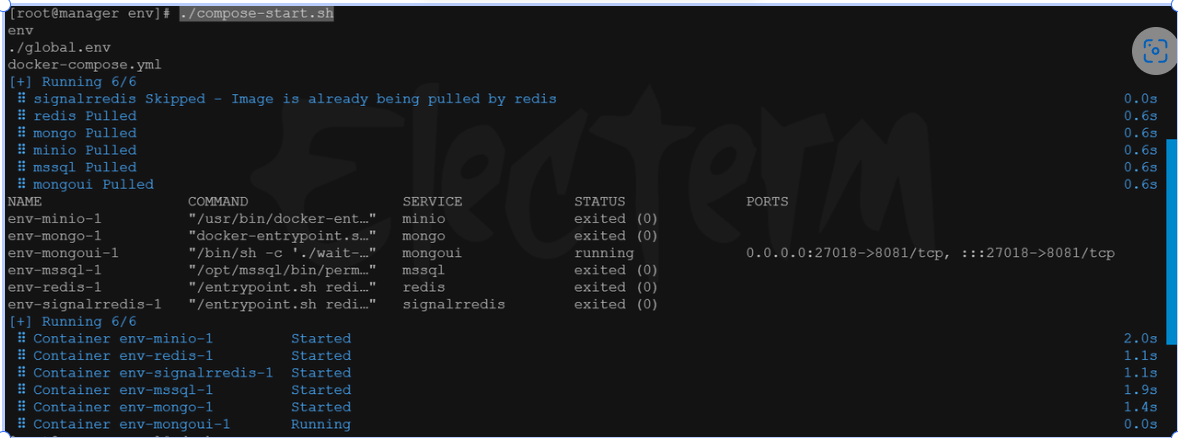 [root@manager env]# ./compose-start.sh
env
./global.env
docker-compose.yml
[+] Running 6/6
⠿ signalrredis Skipped - Image is already being pulled by redis 0.0s
⠿ redis Pulled 0.6s
⠿ mongo Pulled 0.6s
⠿ minio Pulled 0.6s
⠿ mssql Pulled 0.6s
⠿ mongoui Pulled 0.6s
NAME COMMAND SERVICE STATUS PORTS
env-minio-1 "/usr/bin/docker-ent…" minio exited (0)
env-mongo-1 "docker-entrypoint.s…" mongo exited (0)
env-mongoui-1 "/bin/sh -c './wait-…" mongoui running 0.0.0.0:27018->8081/tcp, :::27018->8081/tcp
env-mssql-1 "/opt/mssql/bin/perm…" mssql exited (0)
env-redis-1 "/entrypoint.sh redi…" redis exited (0)
env-signalrredis-1 "/entrypoint.sh redi…" signalrredis exited (0)
[+] Running 6/6
⠿ Container env-minio-1 Started 2.0s
⠿ Container env-redis-1 Started 1.1s
⠿ Container env-signalrredis-1 Started 1.1s
⠿ Container env-mssql-1 Started 1.9s
⠿ Container env-mongo-1 Started 1.4s
⠿ Container env-mongoui-1 Running 0.0s
Electerm